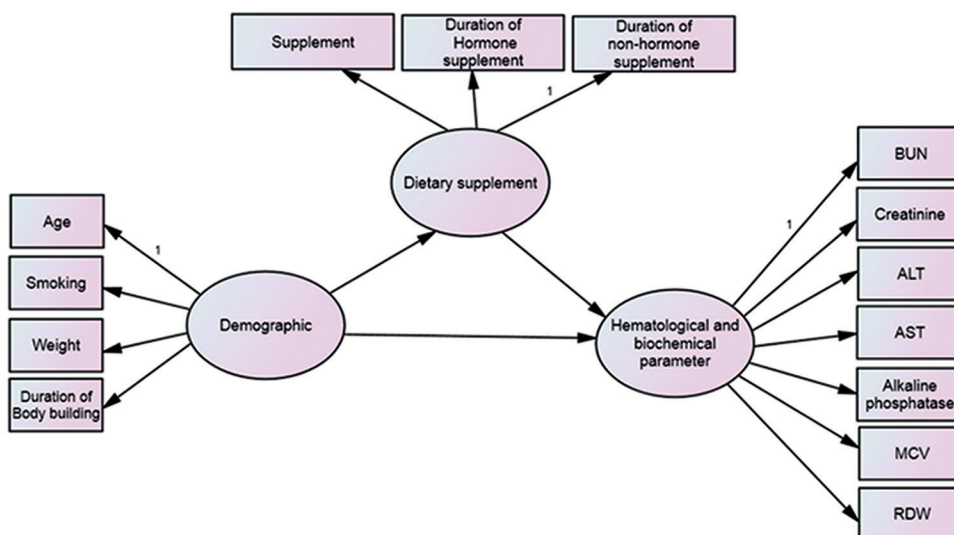 Supplement
Duration of
Hormone
supplement
Duration of
non-hormone
supplement
1
Dietary supplement
Age
1
Smoking
Weight
Duration of
Body building
Demographic
Hematological and
biochemical
parameter
1
BUN
Creatinine
ALT
AST
Alkaline
phosphatase
MCV
RDW